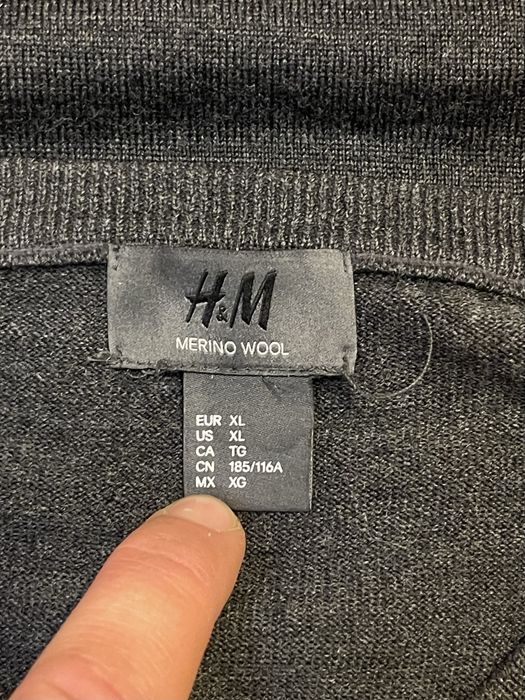 H&M
MERINO WOOL
EUR XL
US XL
CA TG
CN 185/116A
MX XG